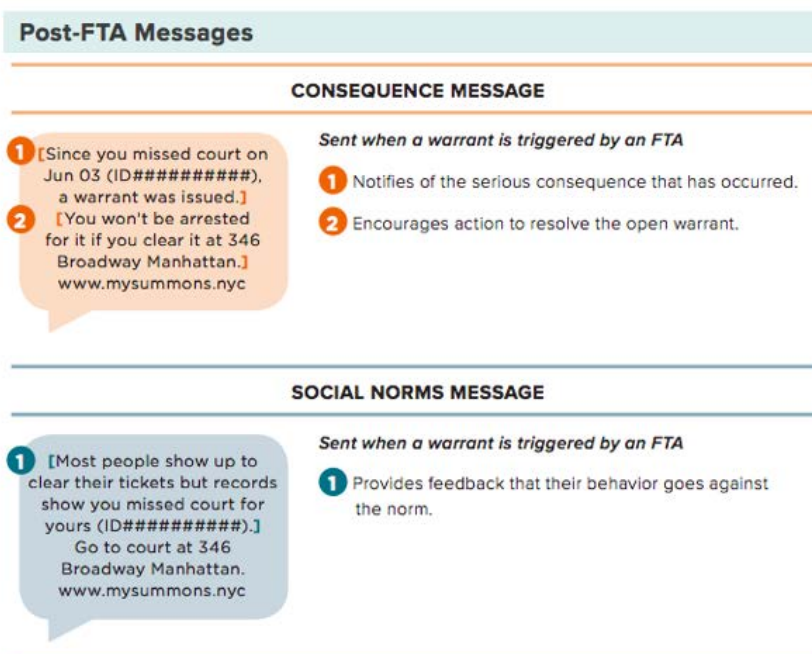 Post-FTA Messages
CONSEQUENCE MESSAGE
1 [Since you missed court on
Jun 03 (ID##########),
a warrant was issued.]
2 [You won't be arrested
for it if you clear it at 346
Broadway Manhattan.]
www.mysummons.nyc
Sent when a warrant is triggered by an FTA
1 Notifies of the serious consequence that has occurred.
2 Encourages action to resolve the open warrant.
SOCIAL NORMS MESSAGE
1 [Most people show up to
clear their tickets but records
show you missed court for
yours (ID##########).]
Go to court at 346
Broadway Manhattan.
www.mysummons.nyc
Sent when a warrant is triggered by an FTA
1 Provides feedback that their behavior goes against
the norm.